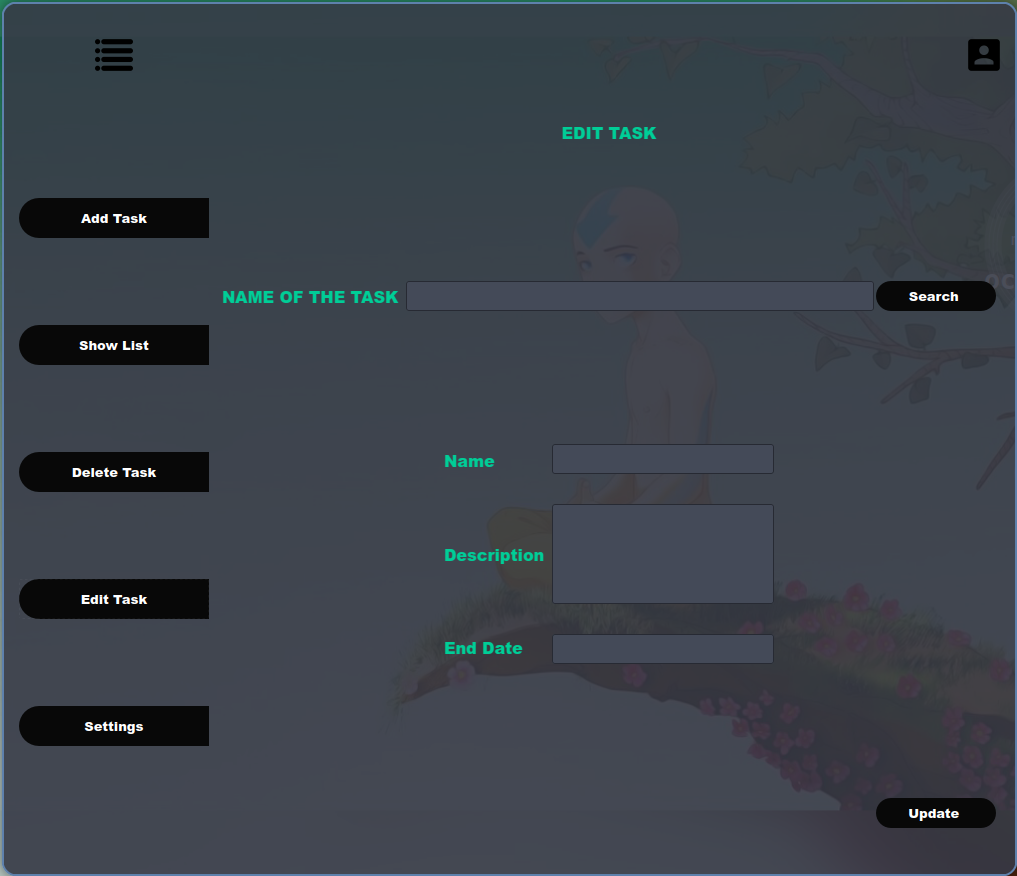 EDIT TASK
Add Task
NAME OF THE TASK
Search
Show List
Name
Delete Task
Description
Edit Task
End Date
Settings
Update